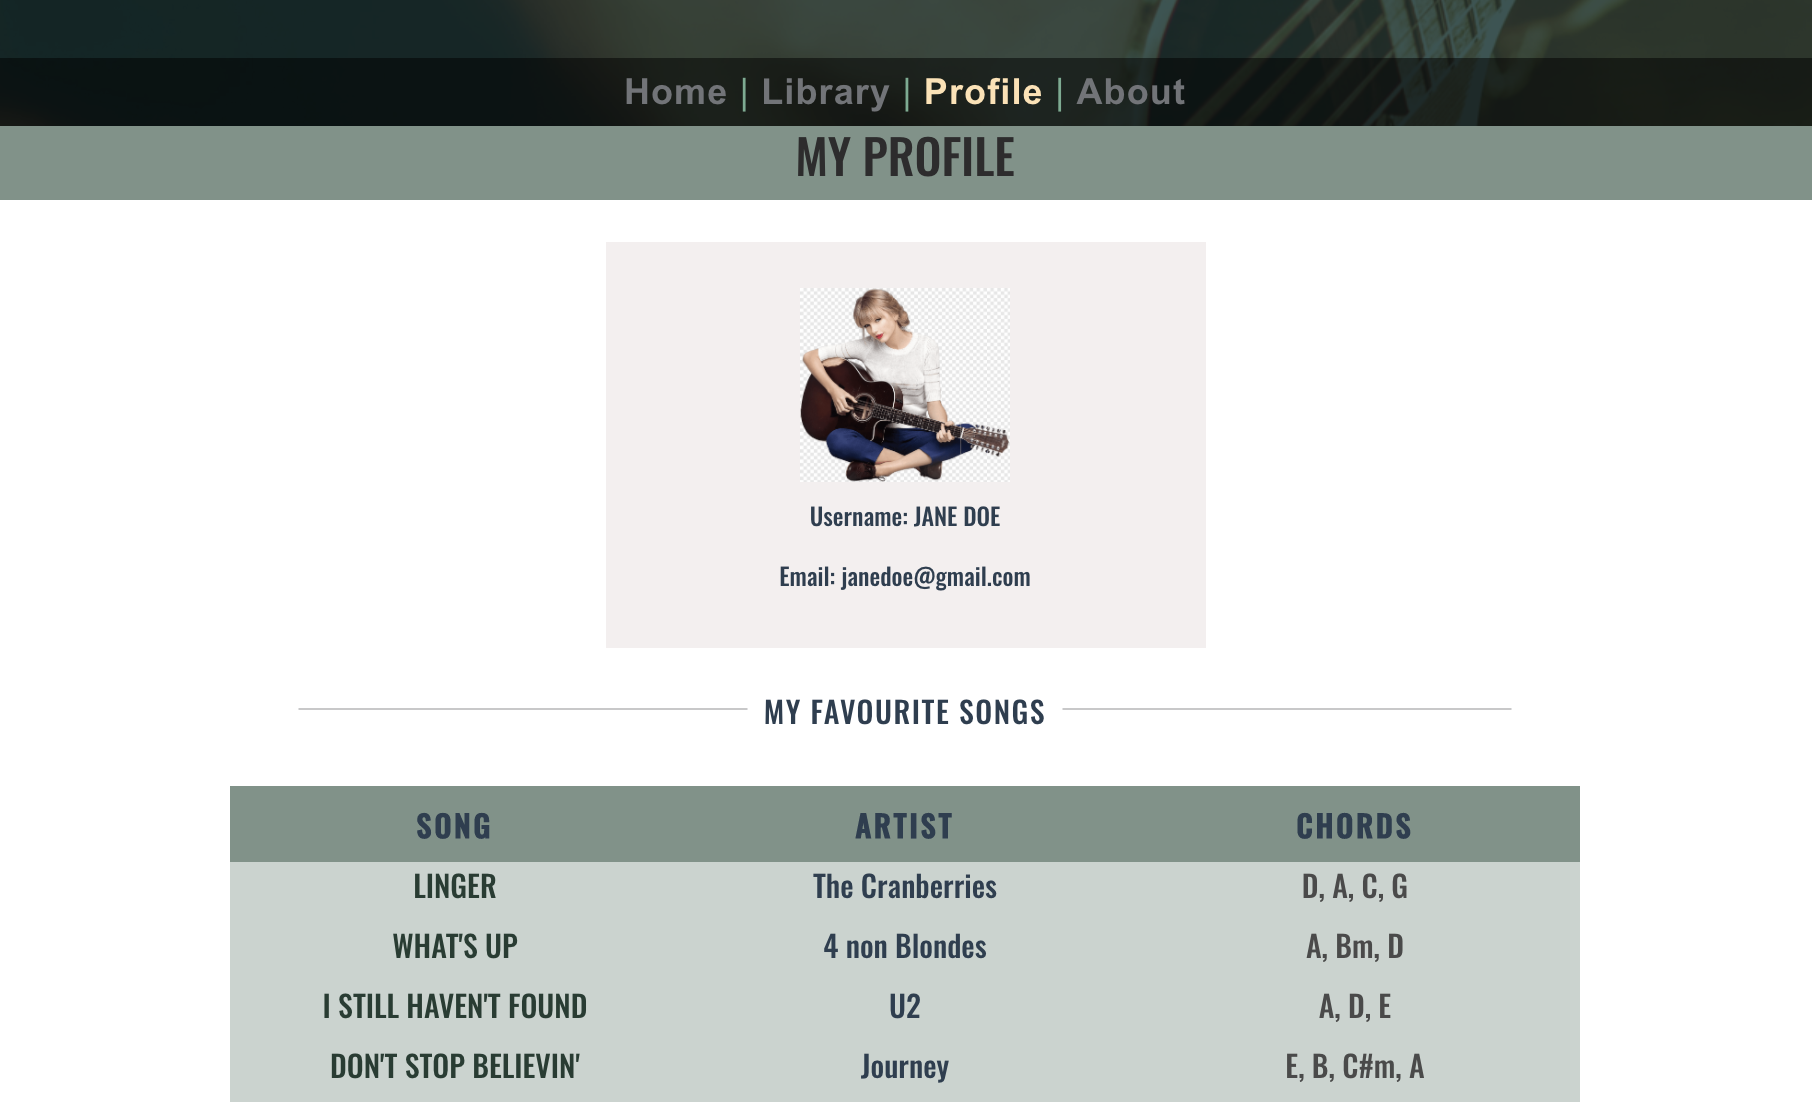 Home | Library | Profile | About
MY PROFILE
Username: JANE DOE
Email: janedoe@gmail.com
MY FAVOURITE SONGS
SONG ARTIST CHORDS
LINGER The Cranberries D, A, C, G
WHAT'S UP 4 non Blondes A, Bm, D
I STILL HAVEN'T FOUND U2 A, D, E
DON'T STOP BELIEVIN' Journey E, B, C#m, A